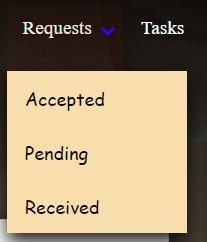 Requests Tasks
Accepted
Pending
Received